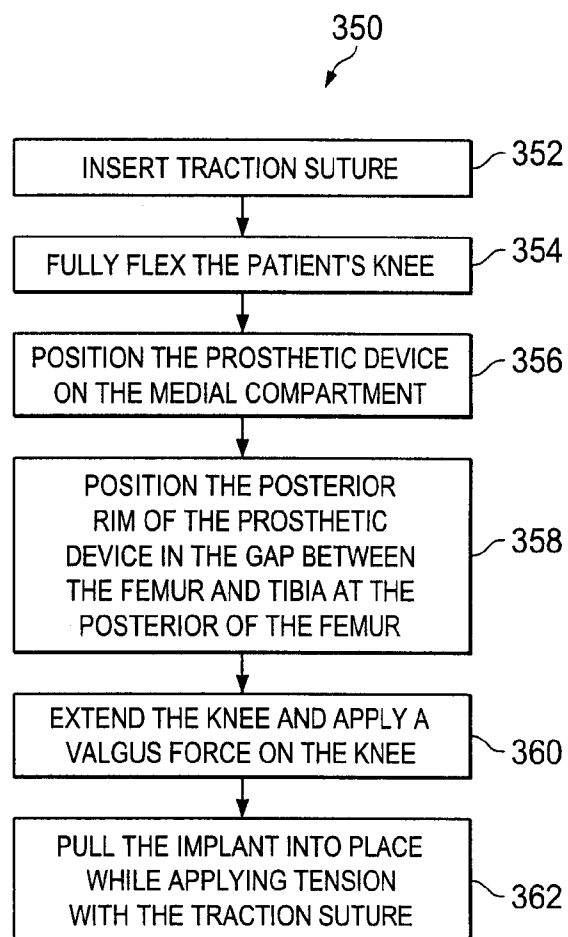 350
INSERT TRACTION SUTURE
352
FULLY FLEX THE PATIENT'S KNEE
354
POSITION THE PROSTHETIC DEVICE
ON THE MEDIAL COMPARTMENT
356
POSITION THE POSTERIOR
RIM OF THE PROSTHETIC
DEVICE IN THE GAP BETWEEN
THE FEMUR AND TIBIA AT THE
POSTERIOR OF THE FEMUR
358
EXTEND THE KNEE AND APPLY A
VALGUS FORCE ON THE KNEE
360
PULL THE IMPLANT INTO PLACE
WHILE APPLYING TENSION
WITH THE TRACTION SUTURE
362